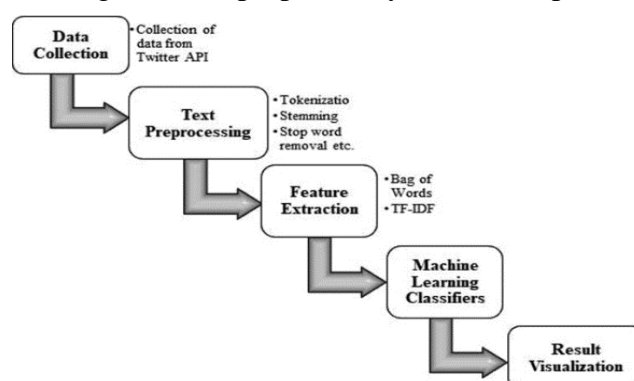 Data
Collection
•Collection of
data from
Twitter API
Text
Preprocessing
•Tokenizatio
•Stemming
•Stop word
removal etc.
Feature
Extraction
•Bag of
Words
•TF-IDF
Machine
Learning
Classifiers
Result
Visualization